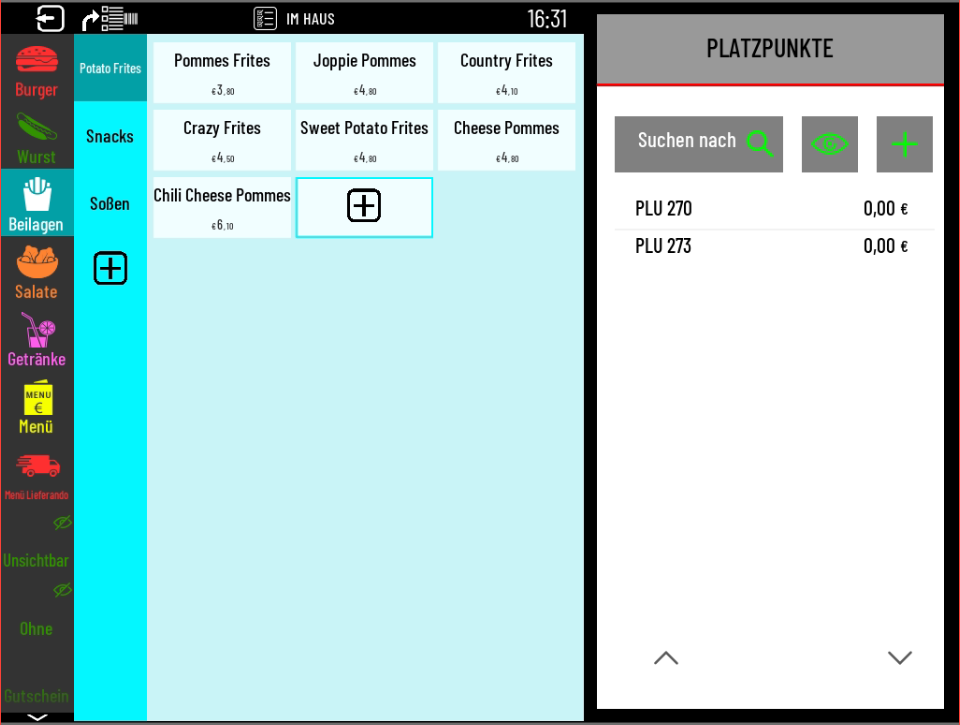 IM HAUS
16:31
Burger
Wurst
Beilagen
Salate
Getränke
MENU
€
Menü
Menü Lieferando
Unsichtbar
Ohne
Gutschein
Potato Frites
Snacks
Soßen
Pommes Frites
€3,80
Joppie Pommes
€4,80
Country Frites
€4,10
Crazy Frites
€4,50
Sweet Potato Frites
€4,80
Cheese Pommes
€4,80
Chili Cheese Pommes
€6,10
PLATZPUNKTE
Suchen nach
PLU 270 0,00 €
PLU 273 0,00 €